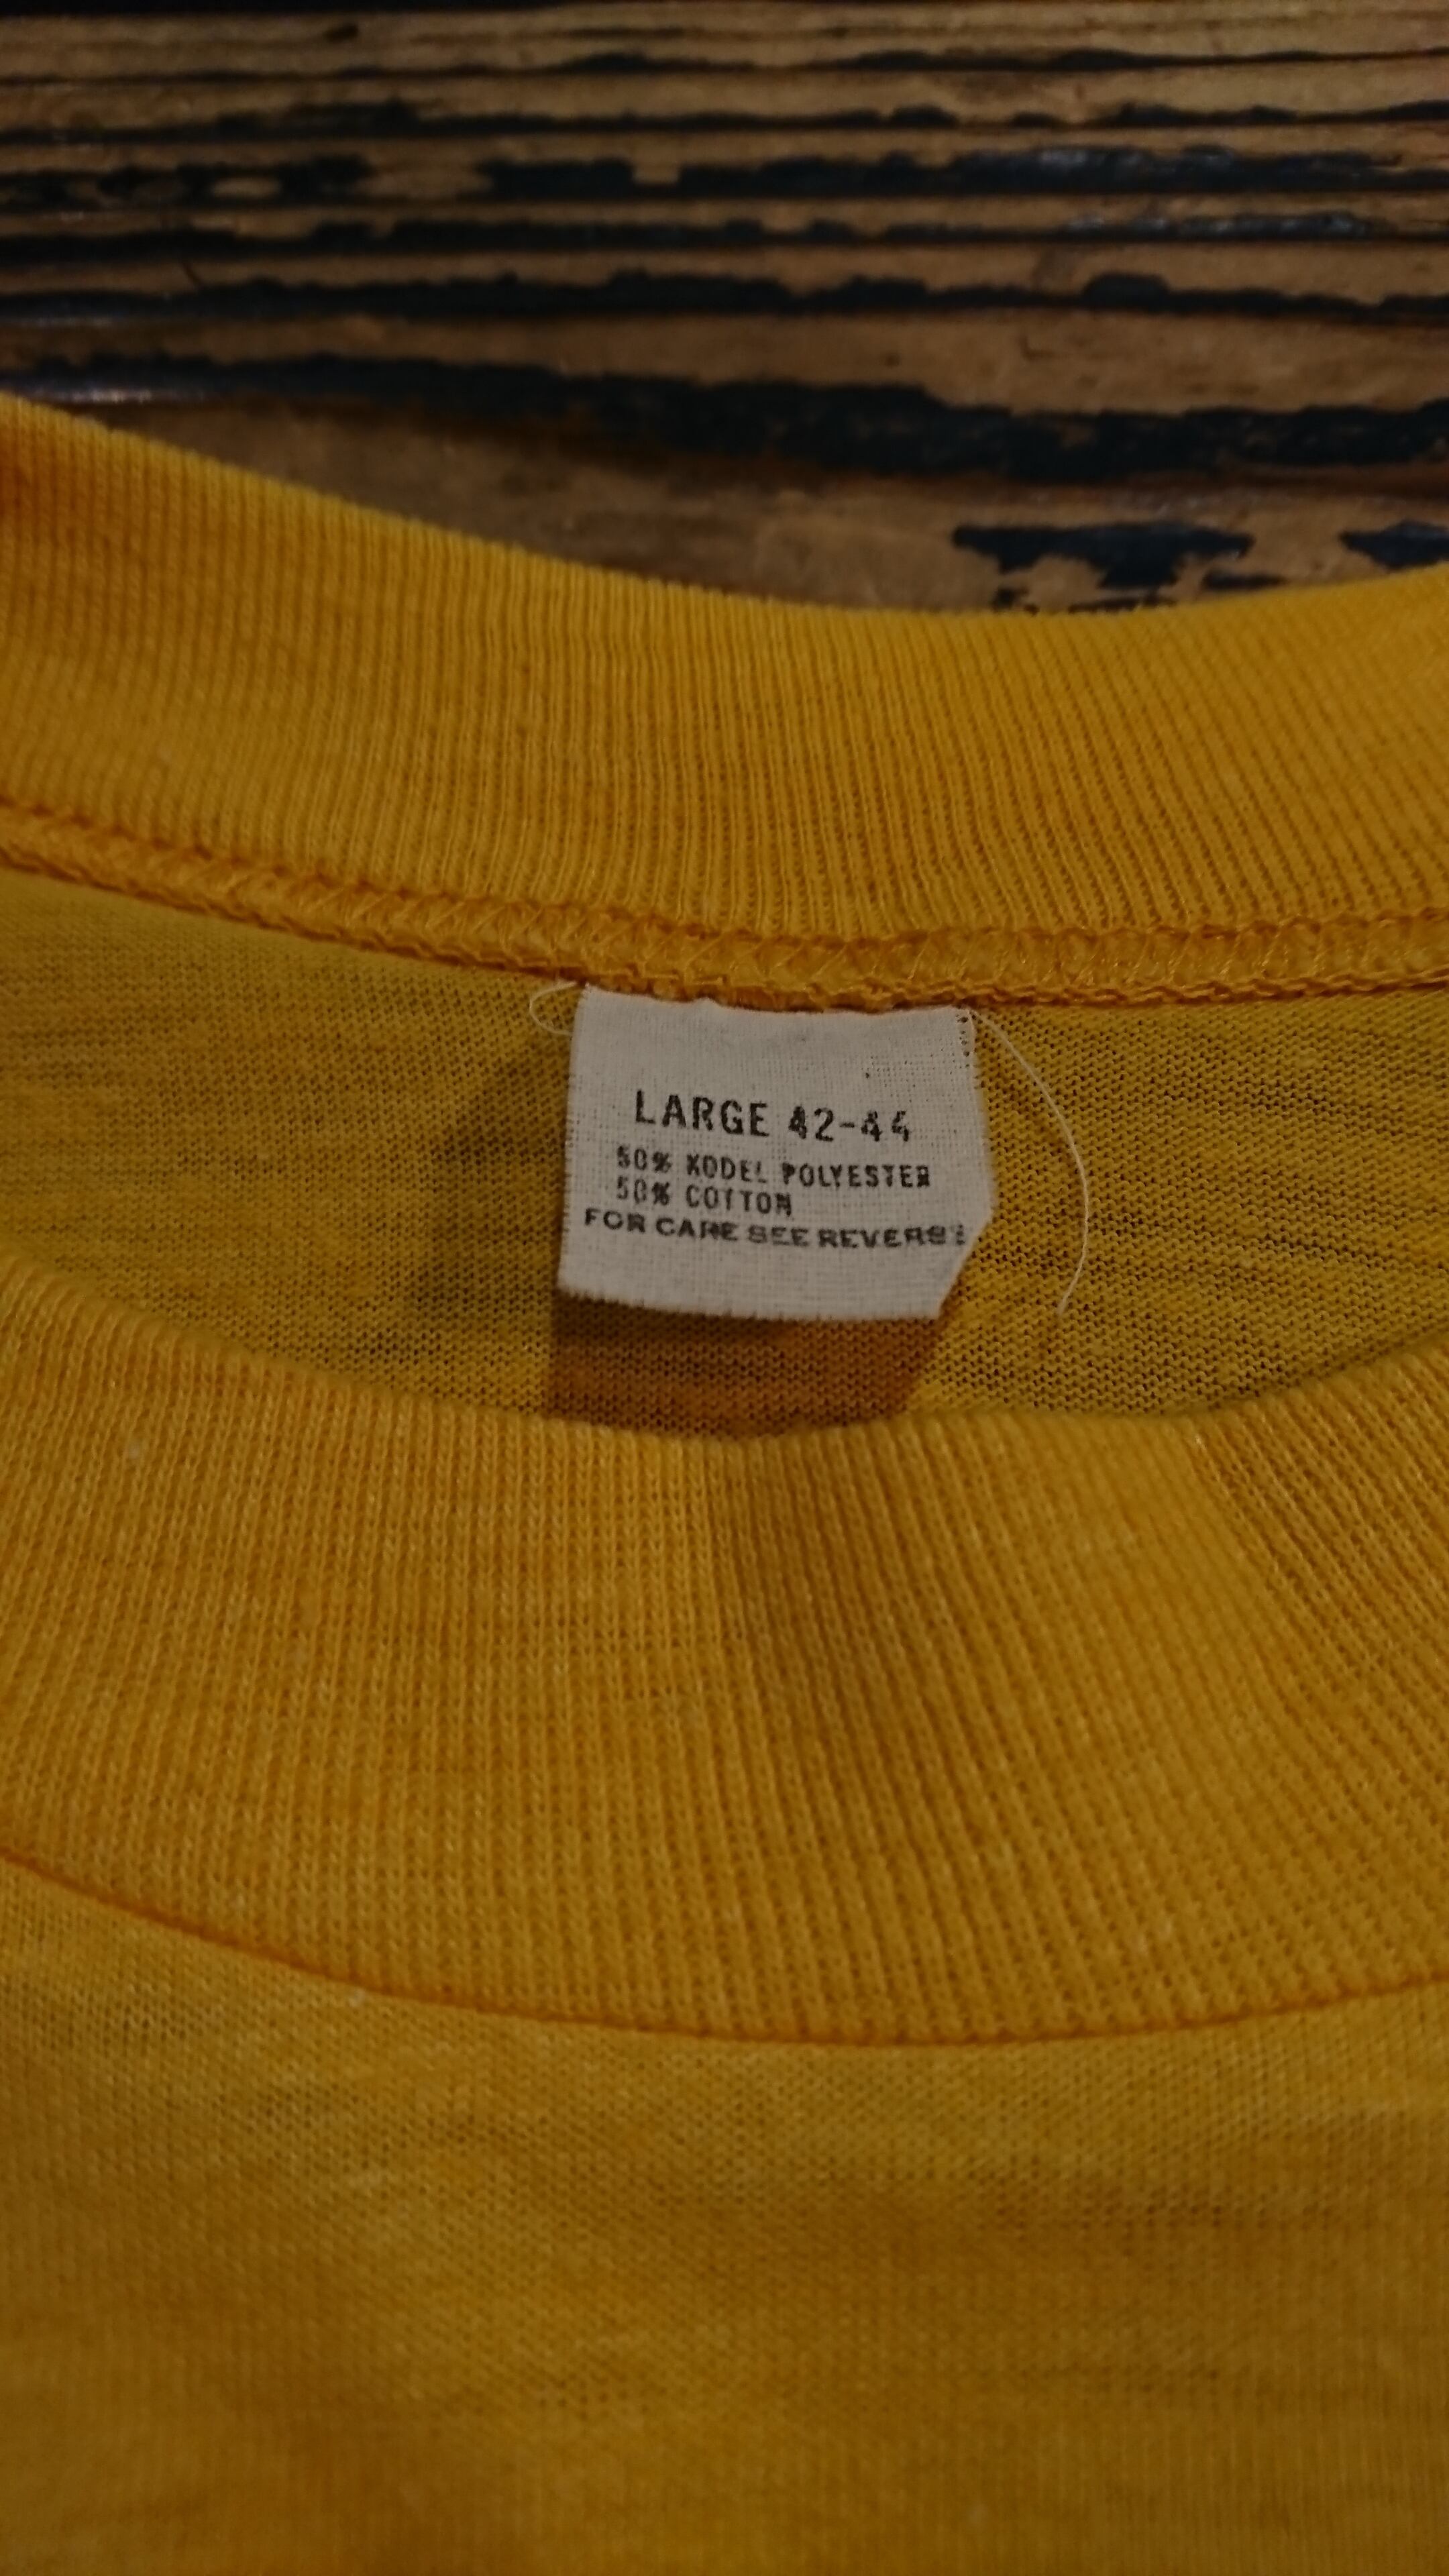 LARGE 42-44
50% KODEL POLYESTER
50% COTTON
FOR CARE SEE REVERSE